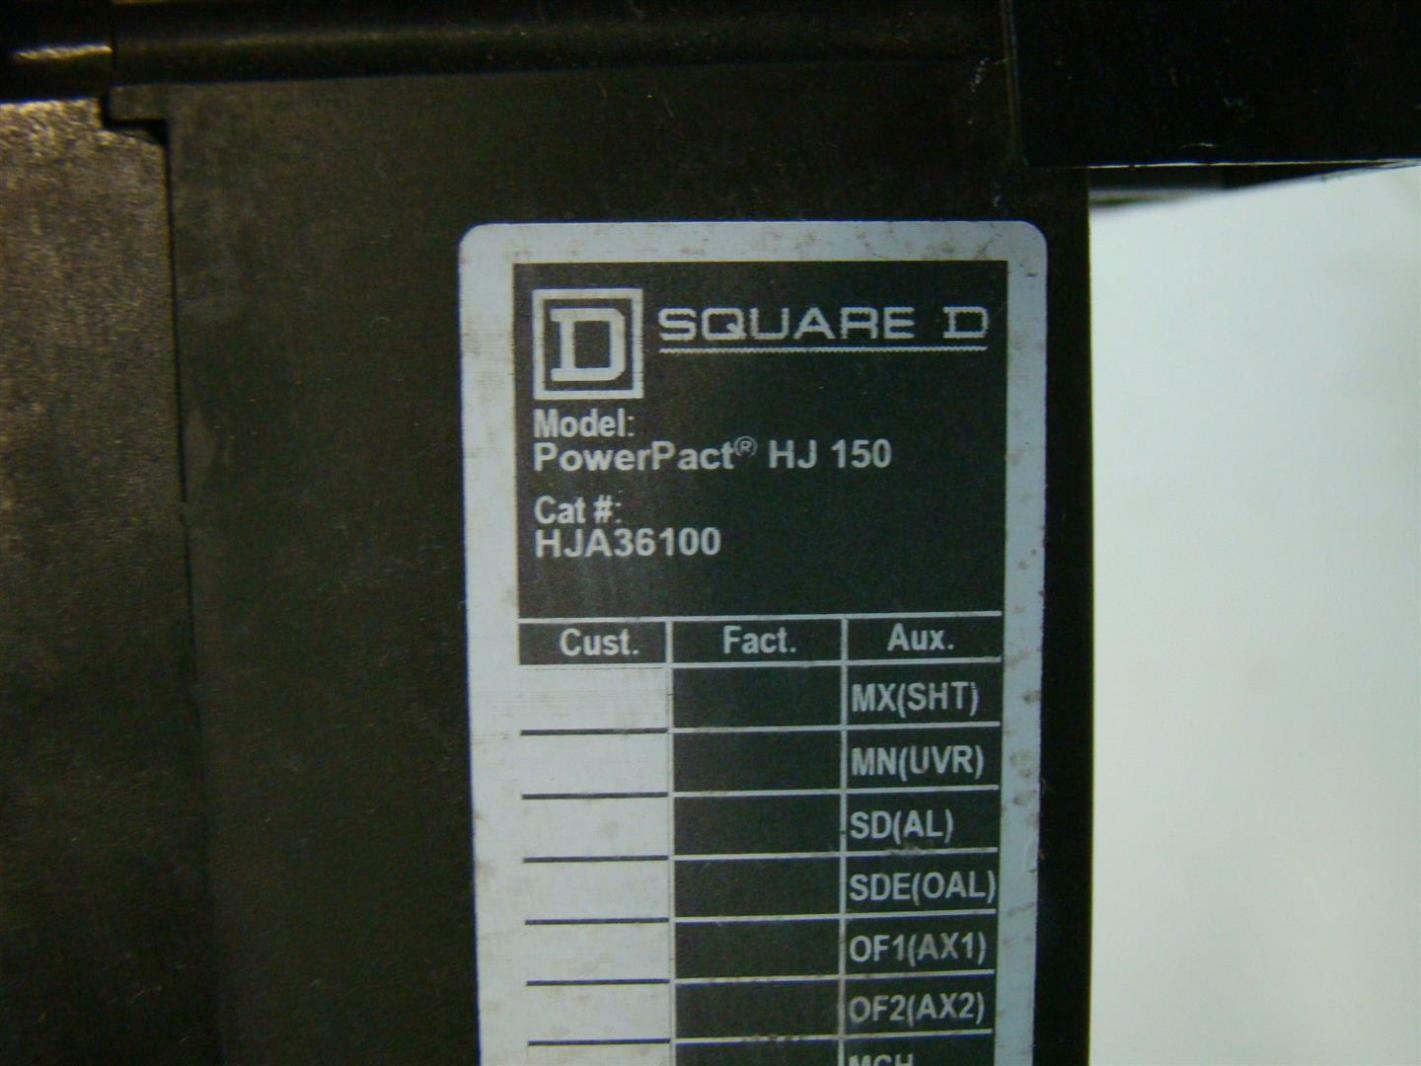 D SQUARE D
Model:
PowerPact® HJ 150
Cat #:
HJA36100
Cust. Fact. Aux.
MX(SHT)
MN(UVR)
SD(AL)
SDE(OAL)
OF1(AX1)
OF2(AX2)